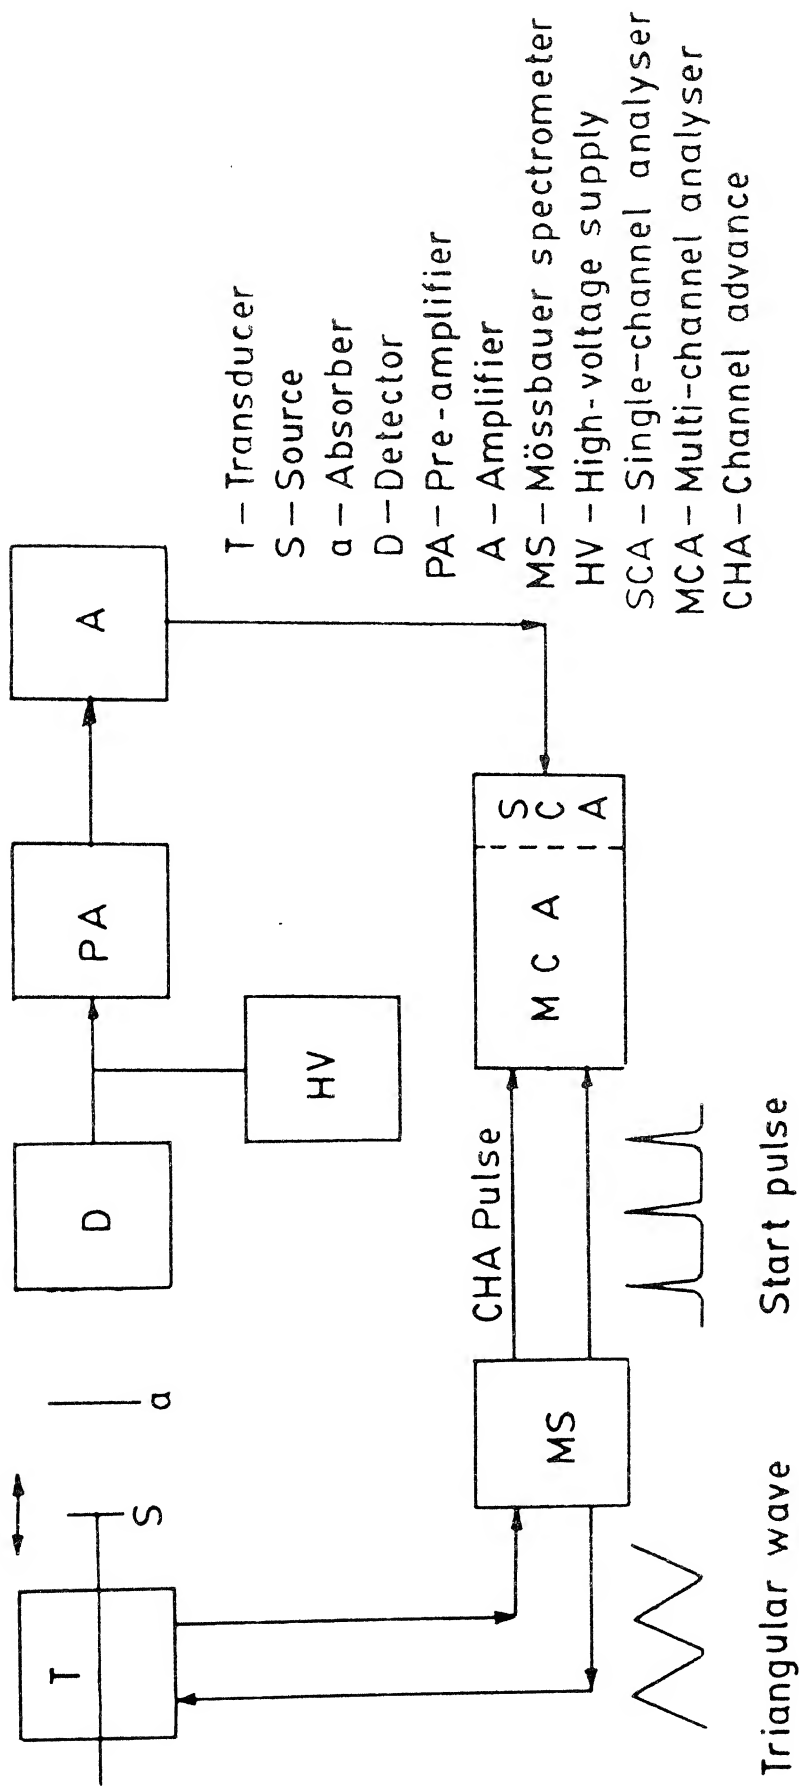 T
S
a
D
PA
A
HV
MS
CHA Pulse
M C A
S
C
A
Triangular wave
Start pulse
T – Transducer
S – Source
a – Absorber
D – Detector
PA – Pre-amplifier
A – Amplifier
MS – Mössbauer spectrometer
HV – High-voltage supply
SCA – Single-channel analyser
MCA – Multi-channel analyser
CHA – Channel advance